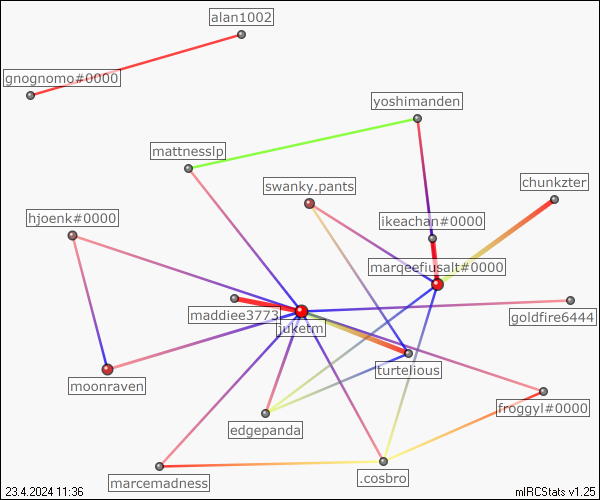 alan1002
gnognomo#0000
yoshimanden
mattnesslp
chunkzter
swanky.pants
hjoenk#0000
ikeachan#0000
marqeefiusalt#0000
maddiee3773
goldfire6444
juketm
turtelious
moonraven
froggyl#0000
edgepanda
.cosbro
marcemadness
23.4.2024 11:36
mIRCStats v1.25